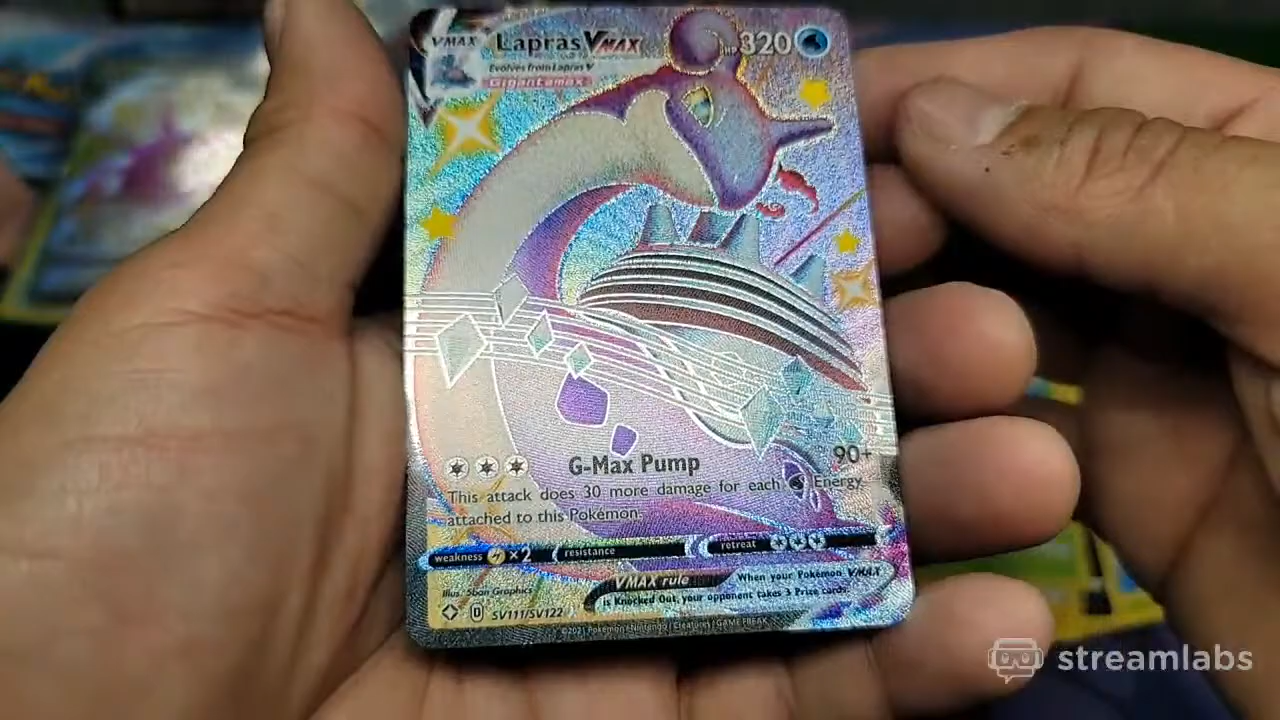 VMAX Lapras VMAX HP 320
Evolves from Lapras V
Gigantamax
G-Max Pump 90+
This attack does 30 more damage for each Energy
attached to this Pokémon.
weakness ×2 resistance retreat
VMAX rule When your Pokémon VMAX
is Knocked Out, your opponent takes 3 Prize cards.
Illus. 5ban Graphics
D SV111/SV122
©2021 Pokémon / Nintendo / Creatures / GAME FREAK
streamlabs